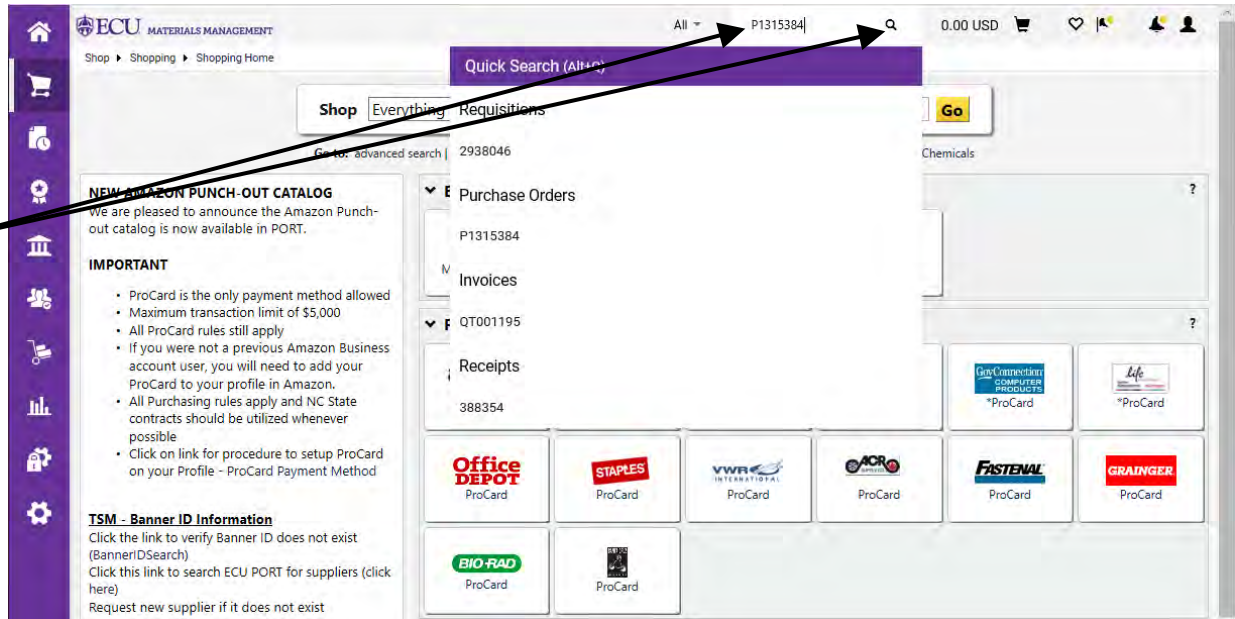 ECU MATERIALS MANAGEMENT
All
P1315384
0.00 USD
Shop Shopping Shopping Home
Quick Search (Alt+Q)
Shop Everything
Go
Go to: advanced search |
Chemicals
Requisitions
2938046
Purchase Orders
P1315384
Invoices
QT001195
Receipts
388354
NEW AMAZON PUNCH-OUT CATALOG
We are pleased to announce the Amazon Punch-
out catalog is now available in PORT.
IMPORTANT
• ProCard is the only payment method allowed
• Maximum transaction limit of $5,000
• All ProCard rules still apply
• If you were not a previous Amazon Business
account user, you will need to add your
ProCard to your profile in Amazon.
• All Purchasing rules apply and NC State
contracts should be utilized whenever
possible
• Click on link for procedure to setup ProCard
on your Profile - ProCard Payment Method
TSM - Banner ID Information
Click the link to verify Banner ID does not exist
(BannerIDSearch)
Click this link to search ECU PORT for suppliers (click
here)
Request new supplier if it does not exist
?
?
GovConnection
COMPUTER
PRODUCTS
*ProCard
life
*ProCard
Office
DEPOT
ProCard
STAPLES
ProCard
VWR
INTERNATIONAL
ProCard
ACR
ProCard
FASTENAL
ProCard
GRAINGER
ProCard
BIO-RAD
ProCard
ProCard